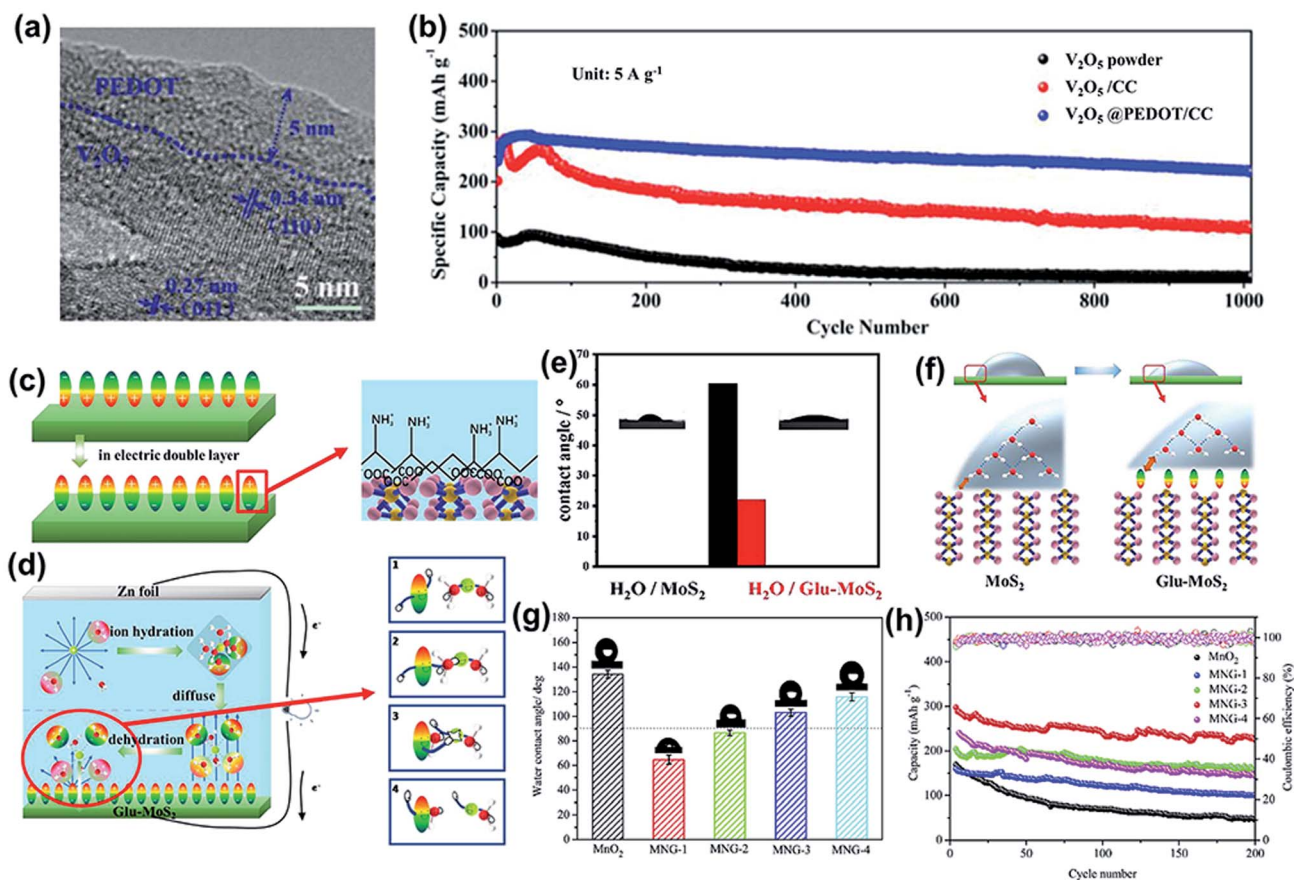 (a)
PEDOT
5 nm
V₂O₅
0.34 nm
(110)
0.27 nm
(011)
5 nm
(b)
500
400
300
200
100
0
Specific Capacity (mAh g⁻¹)
Unit: 5 A g⁻¹
V₂O₅ powder
V₂O₅ /CC
V₂O₅ @PEDOT/CC
0
200
400
600
800
1000
Cycle Number
(c)
in electric double layer
NH₃⁺ NH₃⁺ NH₃⁺ NH₃⁺
(d)
Zn foil
ion hydration
diffuse
dehydration
Glu-MoS₂
e⁻
e⁻
1
2
3
4
(e)
70
60
50
40
30
20
10
0
contact angle / °
H₂O / MoS₂
H₂O / Glu-MoS₂
(f)
MoS₂
Glu-MoS₂
(g)
180
160
140
120
100
80
60
40
20
0
Water contact angle/ deg
MnO₂
MNG-1
MNG-2
MNG-3
MNG-4
(h)
500
450
400
350
300
250
200
150
100
50
0
Capacity (mAh g⁻¹)
MnO₂
MNG-1
MNG-2
MNG-3
MNG-4
100
80
60
40
20
0
Coulombic efficiency (%)
0
50
100
150
200
Cycle number